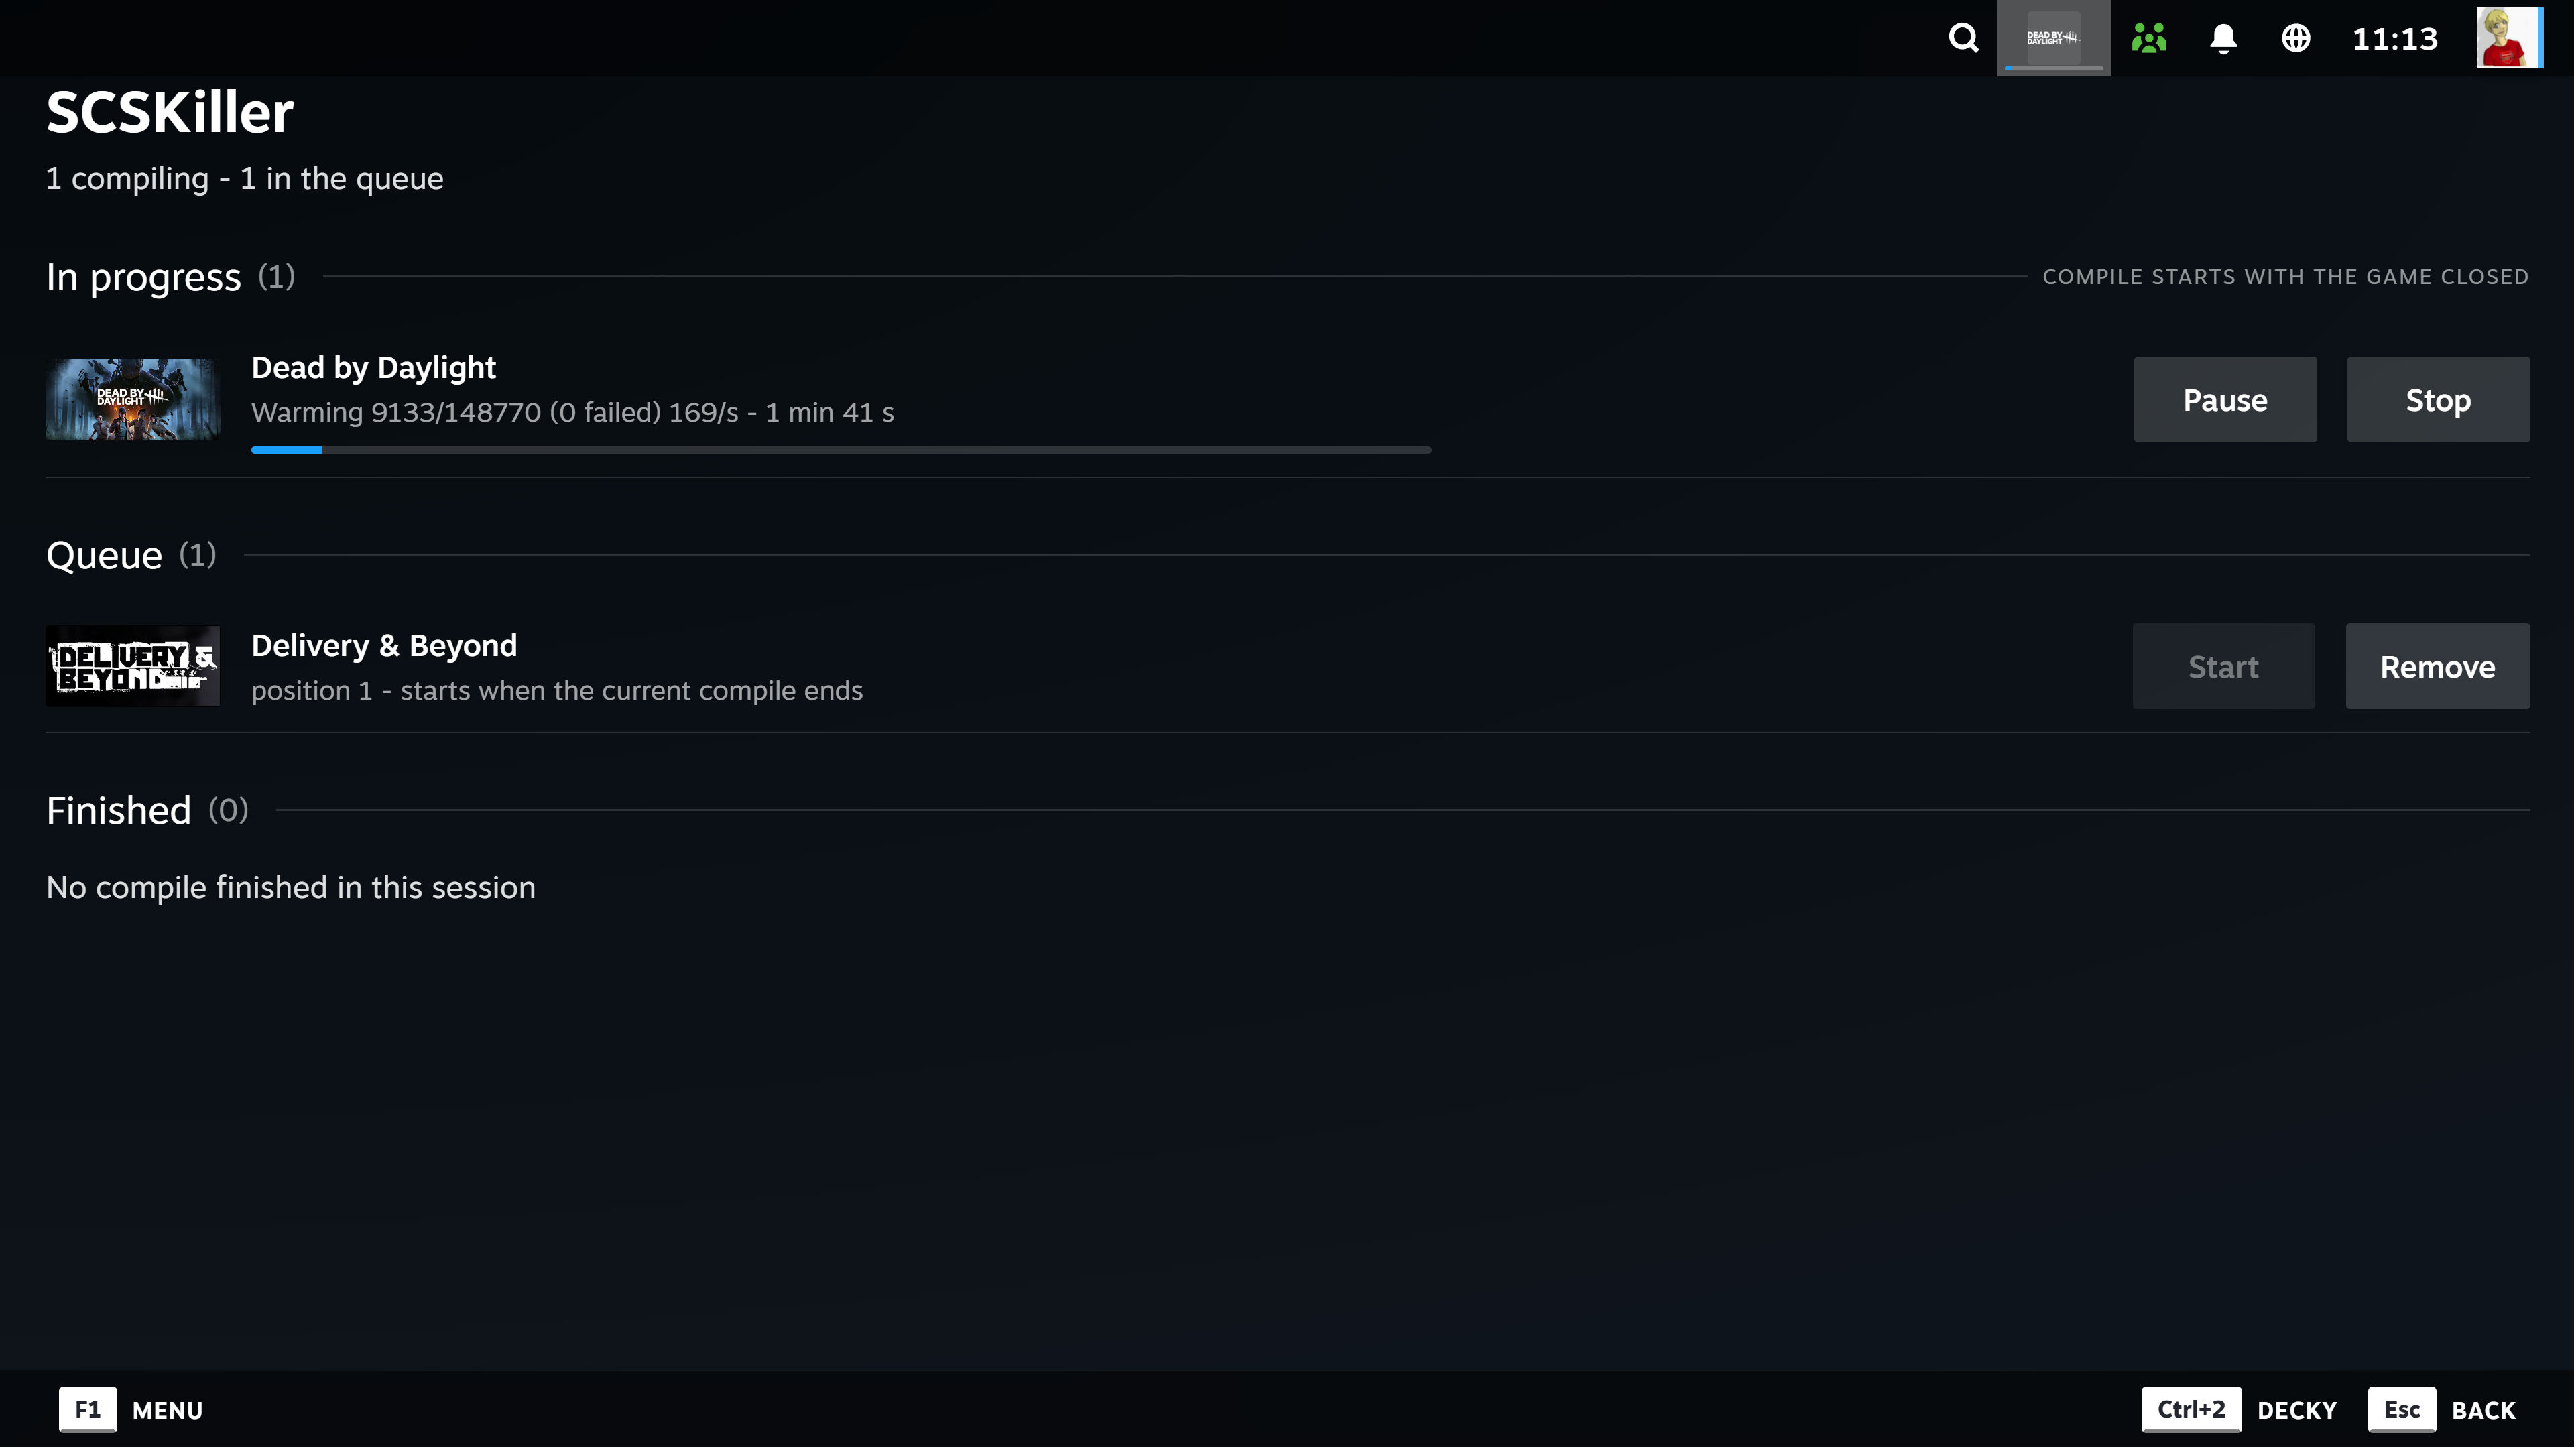 DEAD BY
DAYLIGHT
11:13
SCSKiller
1 compiling - 1 in the queue
In progress (1)
COMPILE STARTS WITH THE GAME CLOSED
DEAD BY
DAYLIGHT
Dead by Daylight
Warming 9133/148770 (0 failed) 169/s - 1 min 41 s
Pause
Stop
Queue (1)
DELIVERY &
BEYOND
Delivery & Beyond
position 1 - starts when the current compile ends
Start
Remove
Finished (0)
No compile finished in this session
F1 MENU
Ctrl+2 DECKY
Esc BACK